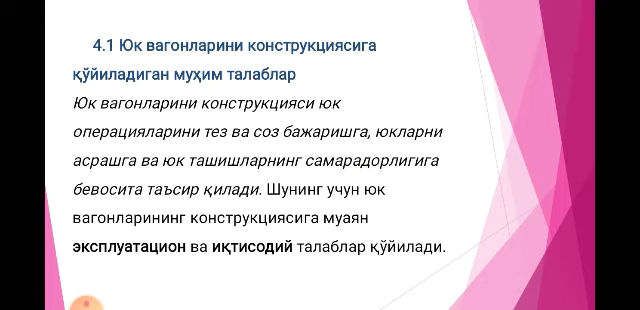 4.1 Юк вагонларини конструкциясига
қўйиладиган муҳим талаблар
Юк вагонларини конструкцияси юк
операцияларини тез ва соз бажаришга, юкларни
асрашга ва юк ташишларнинг самарадорлигига
бевосита таъсир қилади. Шунинг учун юк
вагонларининг конструкциясига муаян
эксплуатацион ва иқтисодий талаблар қўйилади.